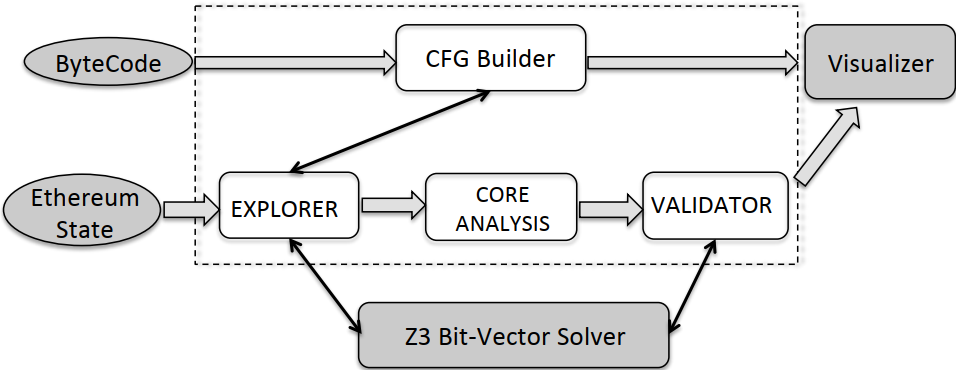 ByteCode
CFG Builder
Visualizer
Ethereum
State
EXPLORER
CORE
ANALYSIS
VALIDATOR
Z3 Bit-Vector Solver